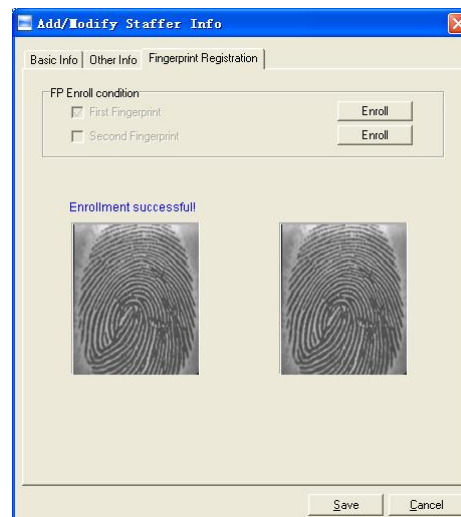 Add/Modify Staffer Info
Basic Info Other Info Fingerprint Registration
FP Enroll condition
First Fingerprint Enroll
Second Fingerprint Enroll
Enrollment successful!
Save Cancel